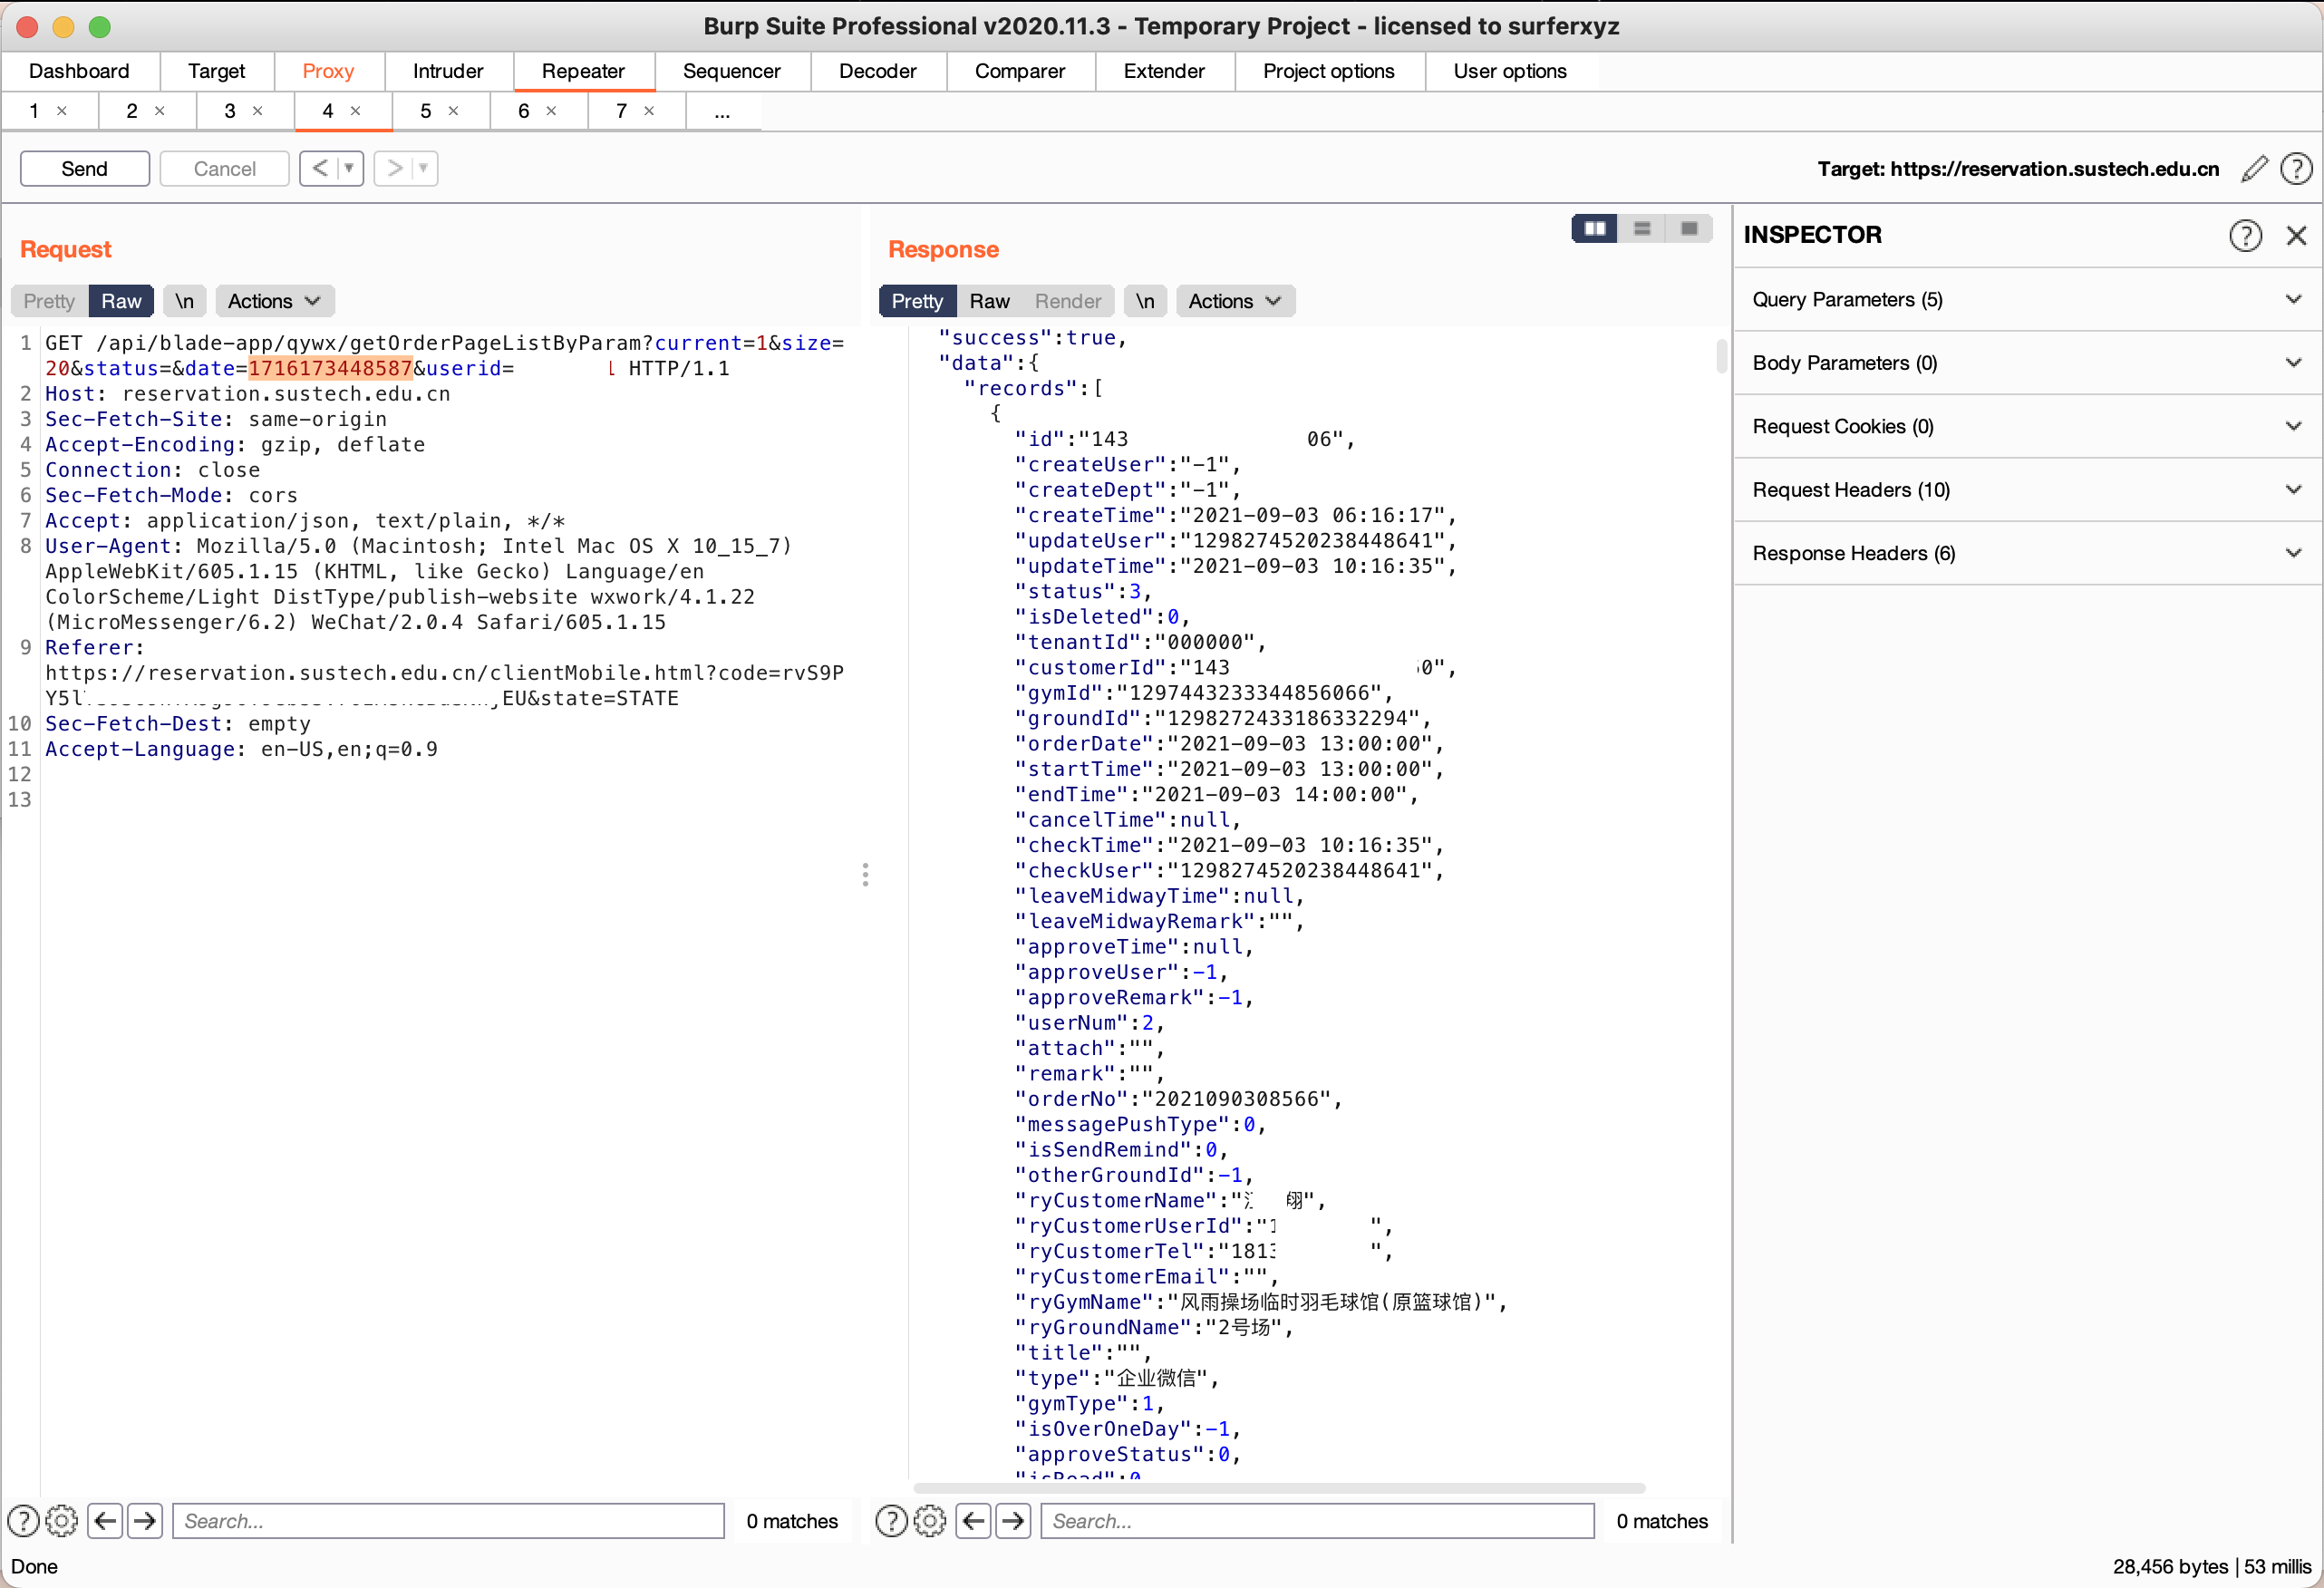 Burp Suite Professional v2020.11.3 - Temporary Project - licensed to surferxyz
Dashboard Target Proxy Intruder Repeater Sequencer Decoder Comparer Extender Project options User options
1 × 2 × 3 × 4 × 5 × 6 × 7 × ...
Send Cancel < > Target: https://reservation.sustech.edu.cn
Request
Pretty Raw \n Actions
1 GET /api/blade-app/qywx/getOrderPageListByParam?current=1&size=
20&status=&date=1716173448587&userid= HTTP/1.1
2 Host: reservation.sustech.edu.cn
3 Sec-Fetch-Site: same-origin
4 Accept-Encoding: gzip, deflate
5 Connection: close
6 Sec-Fetch-Mode: cors
7 Accept: application/json, text/plain, */*
8 User-Agent: Mozilla/5.0 (Macintosh; Intel Mac OS X 10_15_7)
AppleWebKit/605.1.15 (KHTML, like Gecko) Language/en
ColorScheme/Light DistType/publish-website wxwork/4.1.22
(MicroMessenger/6.2) WeChat/2.0.4 Safari/605.1.15
9 Referer:
https://reservation.sustech.edu.cn/clientMobile.html?code=rvS9P
Y5l EU&state=STATE
10 Sec-Fetch-Dest: empty
11 Accept-Language: en-US,en;q=0.9
12
13
Response
Pretty Raw Render \n Actions
"success":true,
"data":{
"records":[
{
"id":"143 06",
"createUser":"-1",
"createDept":"-1",
"createTime":"2021-09-03 06:16:17",
"updateUser":"1298274520238448641",
"updateTime":"2021-09-03 10:16:35",
"status":3,
"isDeleted":0,
"tenantId":"000000",
"customerId":"143 0",
"gymId":"1297443233344856066",
"groundId":"1298272433186332294",
"orderDate":"2021-09-03 13:00:00",
"startTime":"2021-09-03 13:00:00",
"endTime":"2021-09-03 14:00:00",
"cancelTime":null,
"checkTime":"2021-09-03 10:16:35",
"checkUser":"1298274520238448641",
"leaveMidwayTime":null,
"leaveMidwayRemark":"",
"approveTime":null,
"approveUser":-1,
"approveRemark":-1,
"userNum":2,
"attach":"",
"remark":"",
"orderNo":"2021090308566",
"messagePushType":0,
"isSendRemind":0,
"otherGroundId":-1,
"ryCustomerName":" 翔",
"ryCustomerUserId":"1 ",
"ryCustomerTel":"1813 ",
"ryCustomerEmail":"",
"ryGymName":"风雨操场临时羽毛球馆(原篮球馆)",
"ryGroundName":"2号场",
"title":"",
"type":"企业微信",
"gymType":1,
"isOverOneDay":-1,
"approveStatus":0,
"isRead":0
INSPECTOR
Query Parameters (5)
Body Parameters (0)
Request Cookies (0)
Request Headers (10)
Response Headers (6)
Search... 0 matches
Search... 0 matches
Done
28,456 bytes | 53 millis